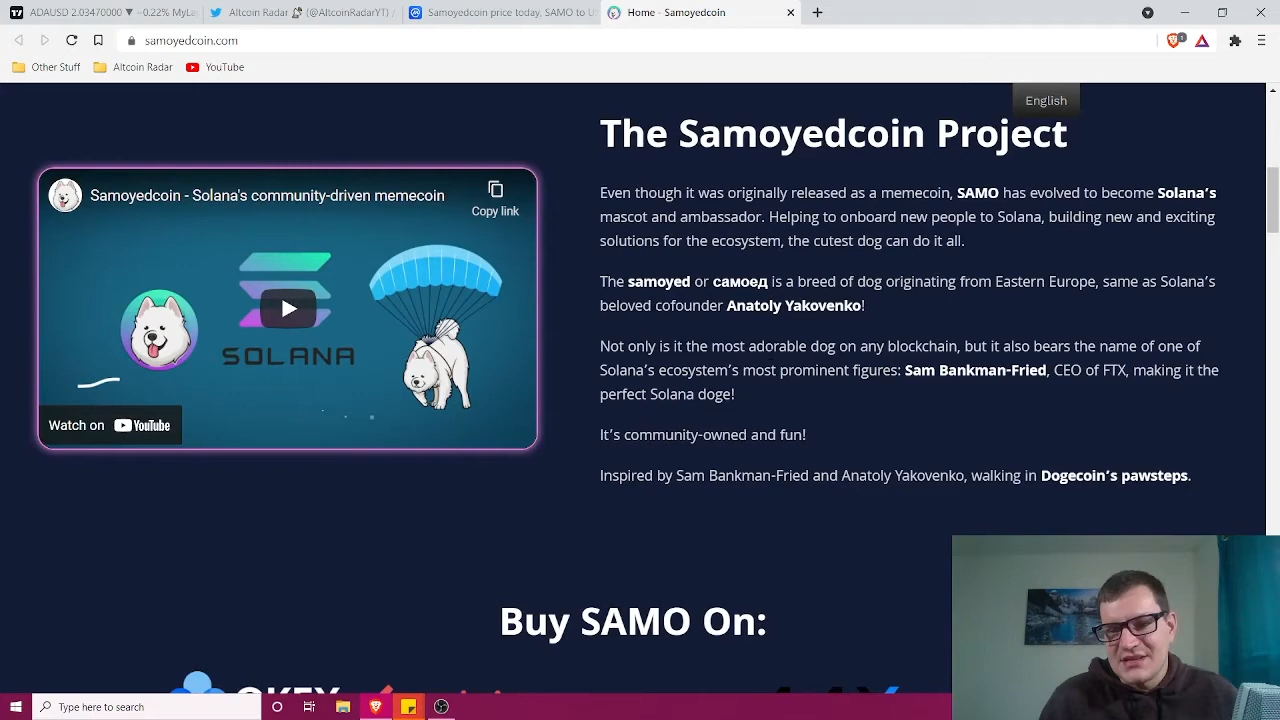 ADAUSD 2.03470000 ▼ −0.22% MyLa
Altcoin Radar
(@AltcoinRadarYT) /
Samoyedcoin price today, SAMO to U
Home - Samoyedcoin
samoyedcoin.com
1
Other Stuff
Altcoin Radar
YouTube
English
The Samoyedcoin Project
Samoyedcoin - Solana's community-driven memecoin
Copy link
SOLANA
Watch on YouTube
Even though it was originally released as a memecoin, SAMO has evolved to become Solana's
mascot and ambassador. Helping to onboard new people to Solana, building new and exciting
solutions for the ecosystem, the cutest dog can do it all.
The samoyed or самоед is a breed of dog originating from Eastern Europe, same as Solana's
beloved cofounder Anatoly Yakovenko!
Not only is it the most adorable dog on any blockchain, but it also bears the name of one of
Solana's ecosystem's most prominent figures: Sam Bankman-Fried, CEO of FTX, making it the
perfect Solana doge!
It's community-owned and fun!
Inspired by Sam Bankman-Fried and Anatoly Yakovenko, walking in Dogecoin's pawsteps.
Buy SAMO On:
Type here to search